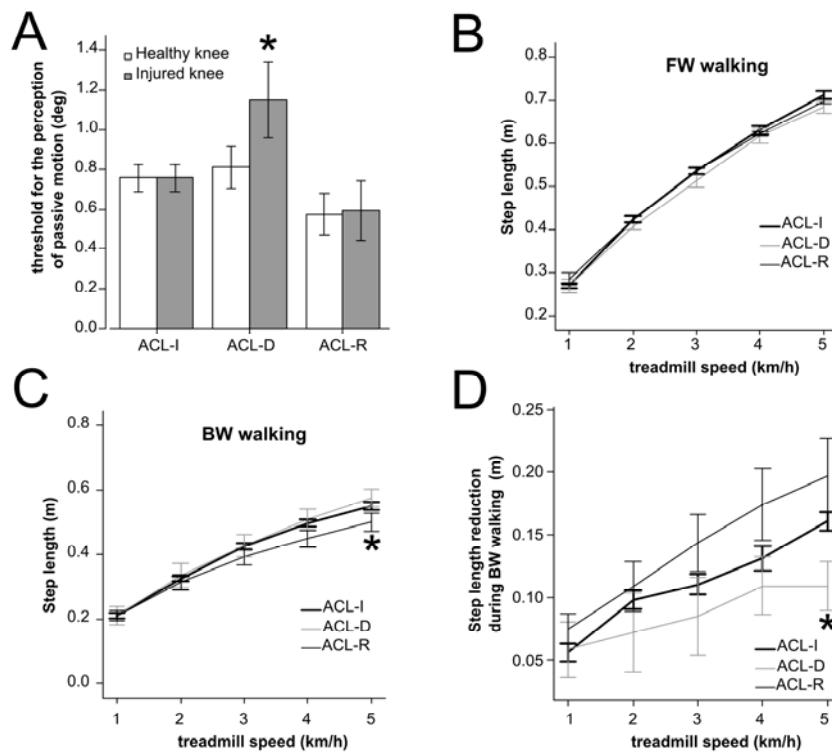 A
threshold for the perception
of passive motion (deg)
Healthy knee
Injured knee
*
1.4
1.2
1.0
0.8
0.6
0.4
0.2
0.0
ACL-I ACL-D ACL-R
B
FW walking
Step length (m)
0.7
0.6
0.5
0.4
0.3
0.2
ACL-I
ACL-D
ACL-R
1 2 3 4 5
treadmill speed (km/h)
C
BW walking
Step length (m)
0.8
0.6
0.4
0.2
0.0
*
ACL-I
ACL-D
ACL-R
1 2 3 4 5
treadmill speed (km/h)
D
Step length reduction
during BW walking (m)
0.25
0.20
0.15
0.10
0.05
*
ACL-I
ACL-D
ACL-R
1 2 3 4 5
treadmill speed (km/h)